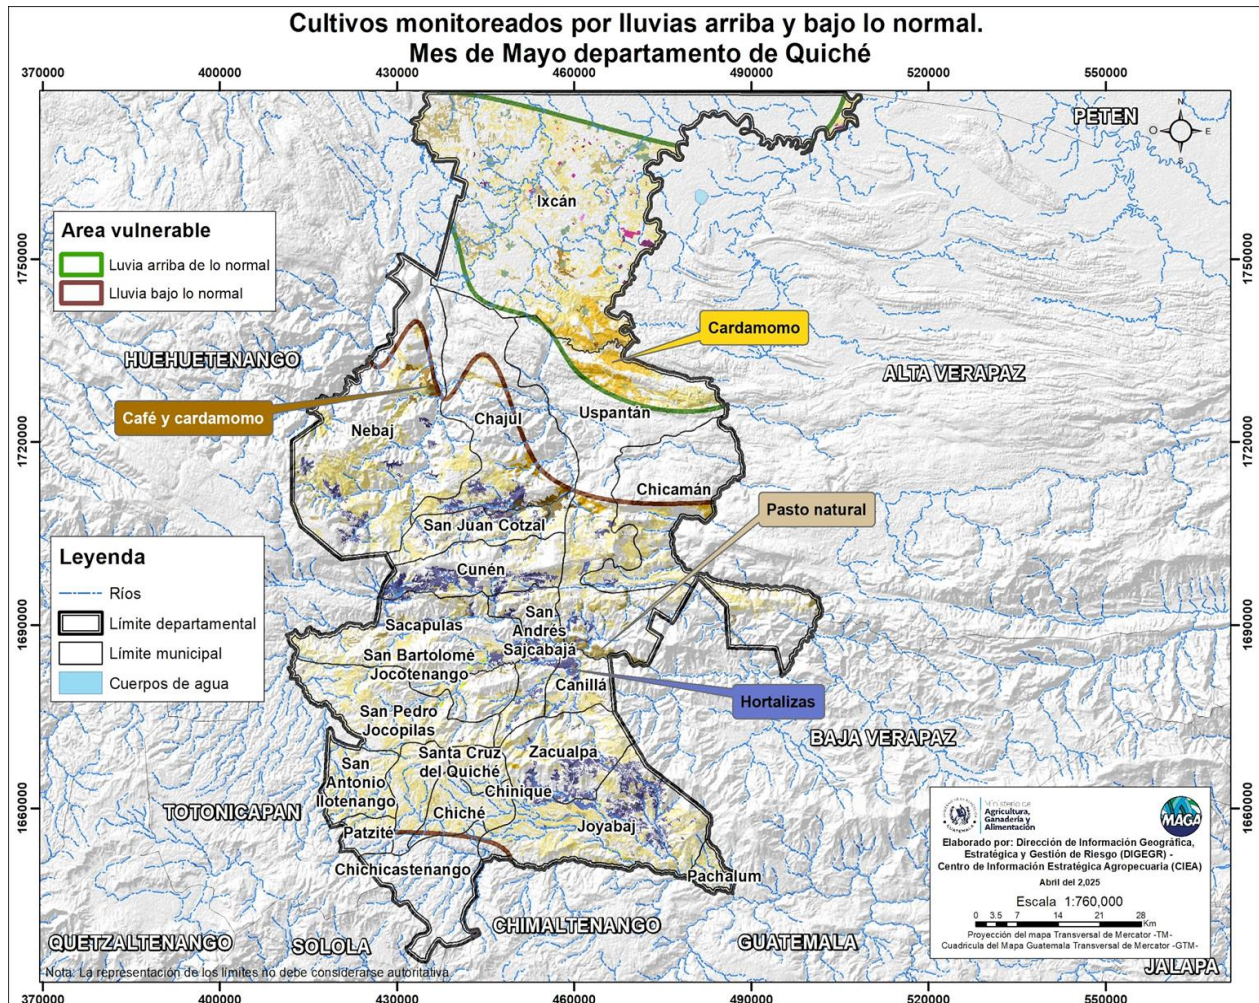 Cultivos monitoreados por lluvias arriba y bajo lo normal.
Mes de Mayo departamento de Quiché
370000 400000 430000 460000 490000 520000 550000
PETEN
N
O E
S
Ixcán
Area vulnerable
Luvia arriba de lo normal
Lluvia bajo lo normal
1750000 1750000
Cardamomo
HUEHUETENANGO
ALTA VERAPAZ
Café y cardamomo
Uspantán
Chajul
Nebaj
1720000 1720000
Chicamán
Pasto natural
San Juan Cotzal
Leyenda
Ríos
Límite departamental
Límite municipal
Cuerpos de agua
Cunén
1690000 1690000
Sacapulas
San
Andrés
Sajcabajá
San Bartolomé
Jocotenango
Canillá
Hortalizas
San Pedro
Jocopilas
BAJA VERAPAZ
Santa Cruz
del Quiché
Zacualpa
San
Antonio
Ilotenango
Chinique
TOTONICAPAN
1660000 1660000
Chiché
Joyabaj
Patzité
Chichicastenango
Pachalum
CHIMALTENANGO
QUETZALTENANGO
SOLOLA
GUATEMALA
JALAPA
Agricultura,
Ganadería y
Alimentación
MAGA
Elaborado por: Dirección de Información Geográfica,
Estratégica y Gestión de Riesgo (DIGEGR) -
Centro de Información Estratégica Agropecuaria (CIEA)
Abril del 2,025
Escala 1:760,000
0 3.5 7 14 21 28
Km
Proyección del mapa Transversal de Mercator -TM-
Cuadricula del Mapa Guatemala Transversal de Mercator -GTM-
Nota: La representación de los límites no debe considerarse autoritativa
370000 400000 430000 460000 490000 520000 550000